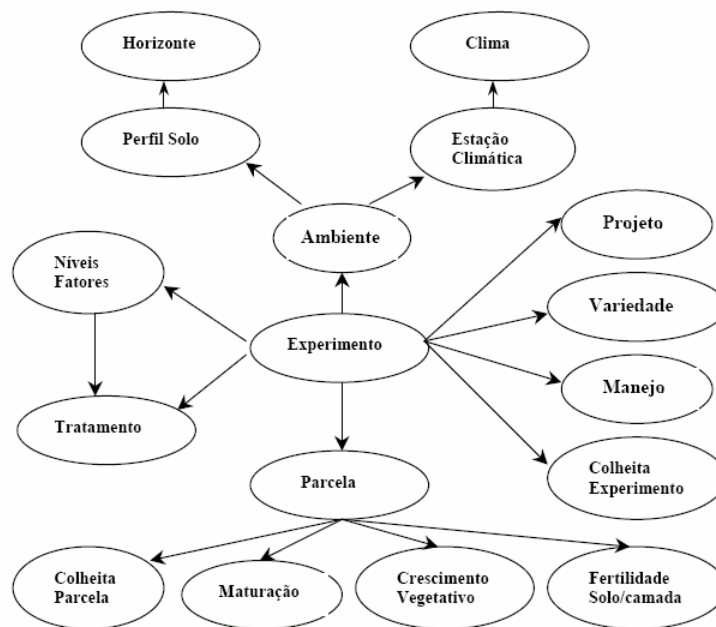 Horizonte
Clima
Perfil Solo
Estação
Climática
Ambiente
Projeto
Níveis
Fatores
Variedade
Experimento
Manejo
Tratamento
Colheita
Experimento
Parcela
Colheita
Parcela
Maturação
Crescimento
Vegetativo
Fertilidade
Solo/camada